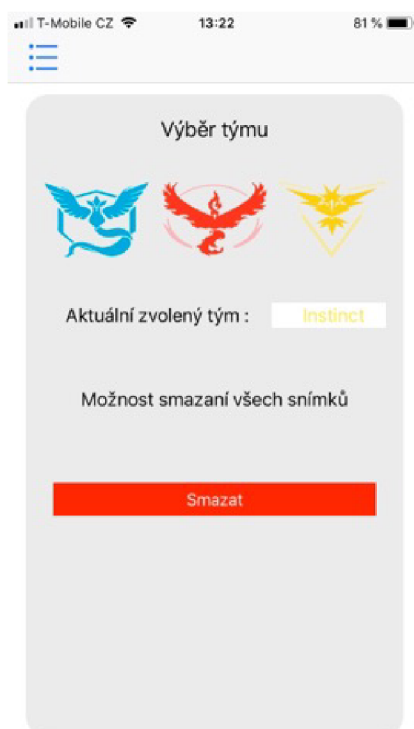 T-Mobile CZ 13:22 81 %
Výběr týmu
Aktuální zvolený tým : Instinct
Možnost smazaní všech snímků
Smazat